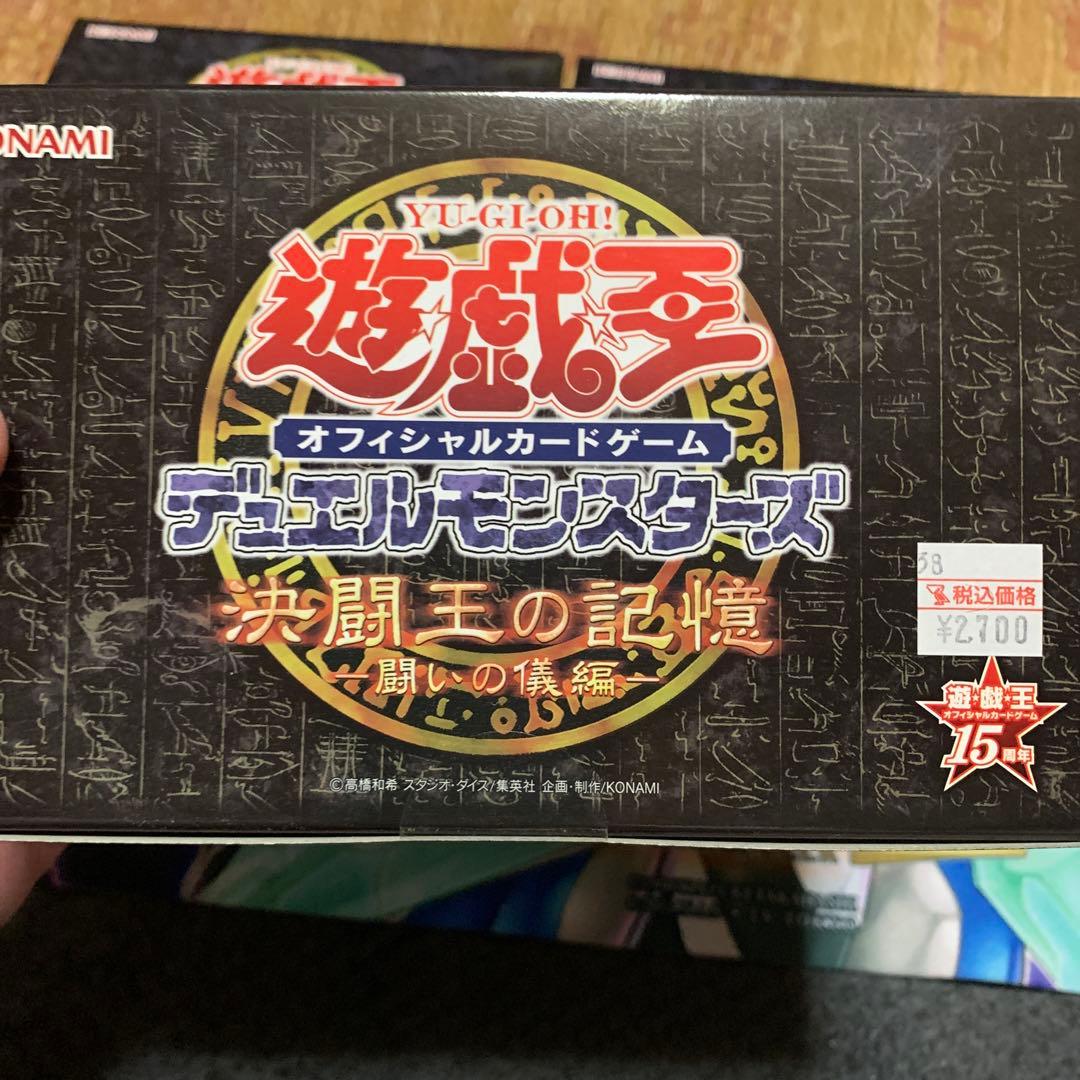 遊戯王
KONAMI
YU-GI-OH!
遊戯王
オフィシャルカードゲーム
デュエルモンスターズ
決闘王の記憶
-闘いの儀編-
58
税込価格
¥2,700
遊戯王
オフィシャルカードゲーム
15周年
©高橋和希 スタジオ・ダイス/集英社 企画・制作/KONAMI